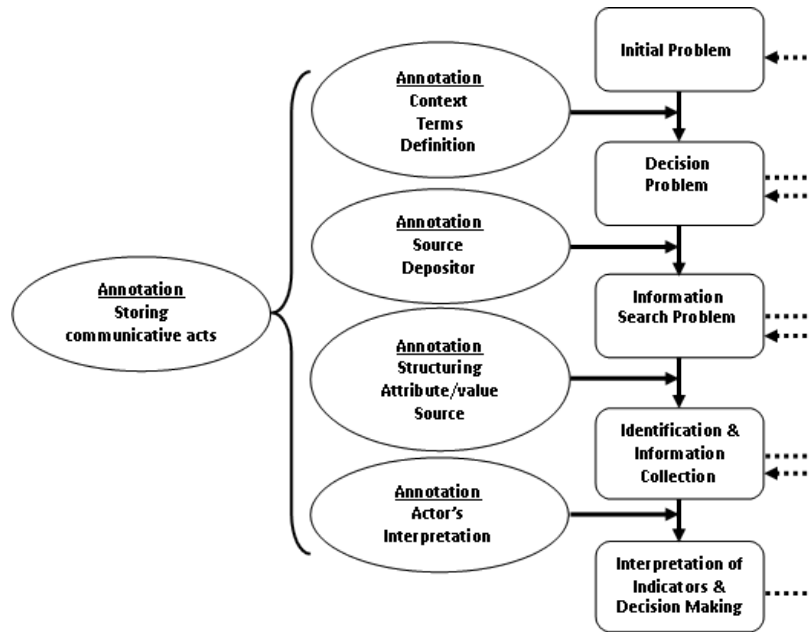 Initial Problem
Annotation
Context
Terms
Definition
Decision
Problem
Annotation
Source
Depositor
Annotation
Storing
communicative acts
Information
Search Problem
Annotation
Structuring
Attribute/value
Source
Identification &
Information
Collection
Annotation
Actor's
Interpretation
Interpretation of
Indicators &
Decision Making